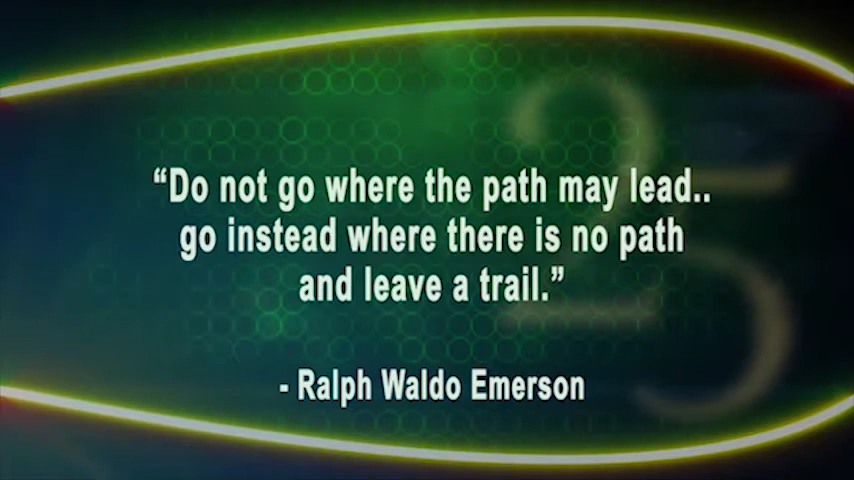 “Do not go where the path may lead..
go instead where there is no path
and leave a trail.”
- Ralph Waldo Emerson
25